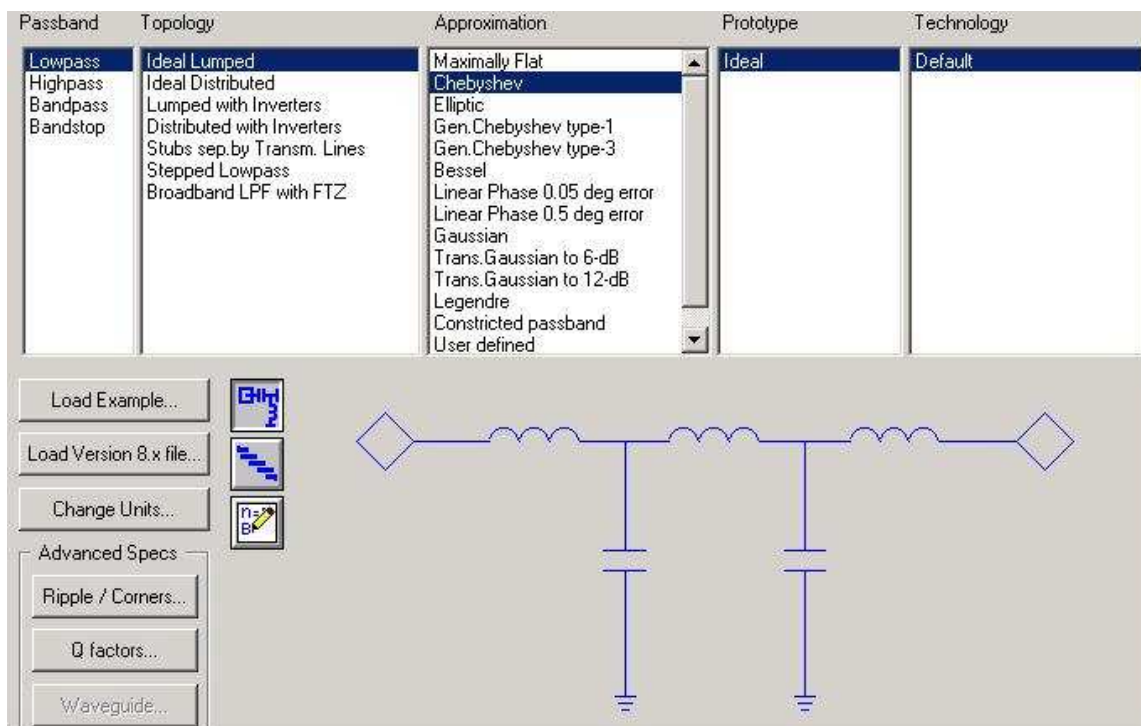 Passband
Topology
Approximation
Prototype
Technology
Lowpass
Highpass
Bandpass
Bandstop
Ideal Lumped
Ideal Distributed
Lumped with Inverters
Distributed with Inverters
Stubs sep.by Transm. Lines
Stepped Lowpass
Broadband LPF with FTZ
Maximally Flat
Chebyshev
Elliptic
Gen.Chebyshev type-1
Gen.Chebyshev type-3
Bessel
Linear Phase 0.05 deg error
Linear Phase 0.5 deg error
Gaussian
Trans.Gaussian to 6-dB
Trans.Gaussian to 12-dB
Legendre
Constricted passband
User defined
Ideal
Default
Load Example...
Load Version 8.x file...
Change Units...
n=
B
Advanced Specs
Ripple / Corners...
Q factors...
Waveguide...